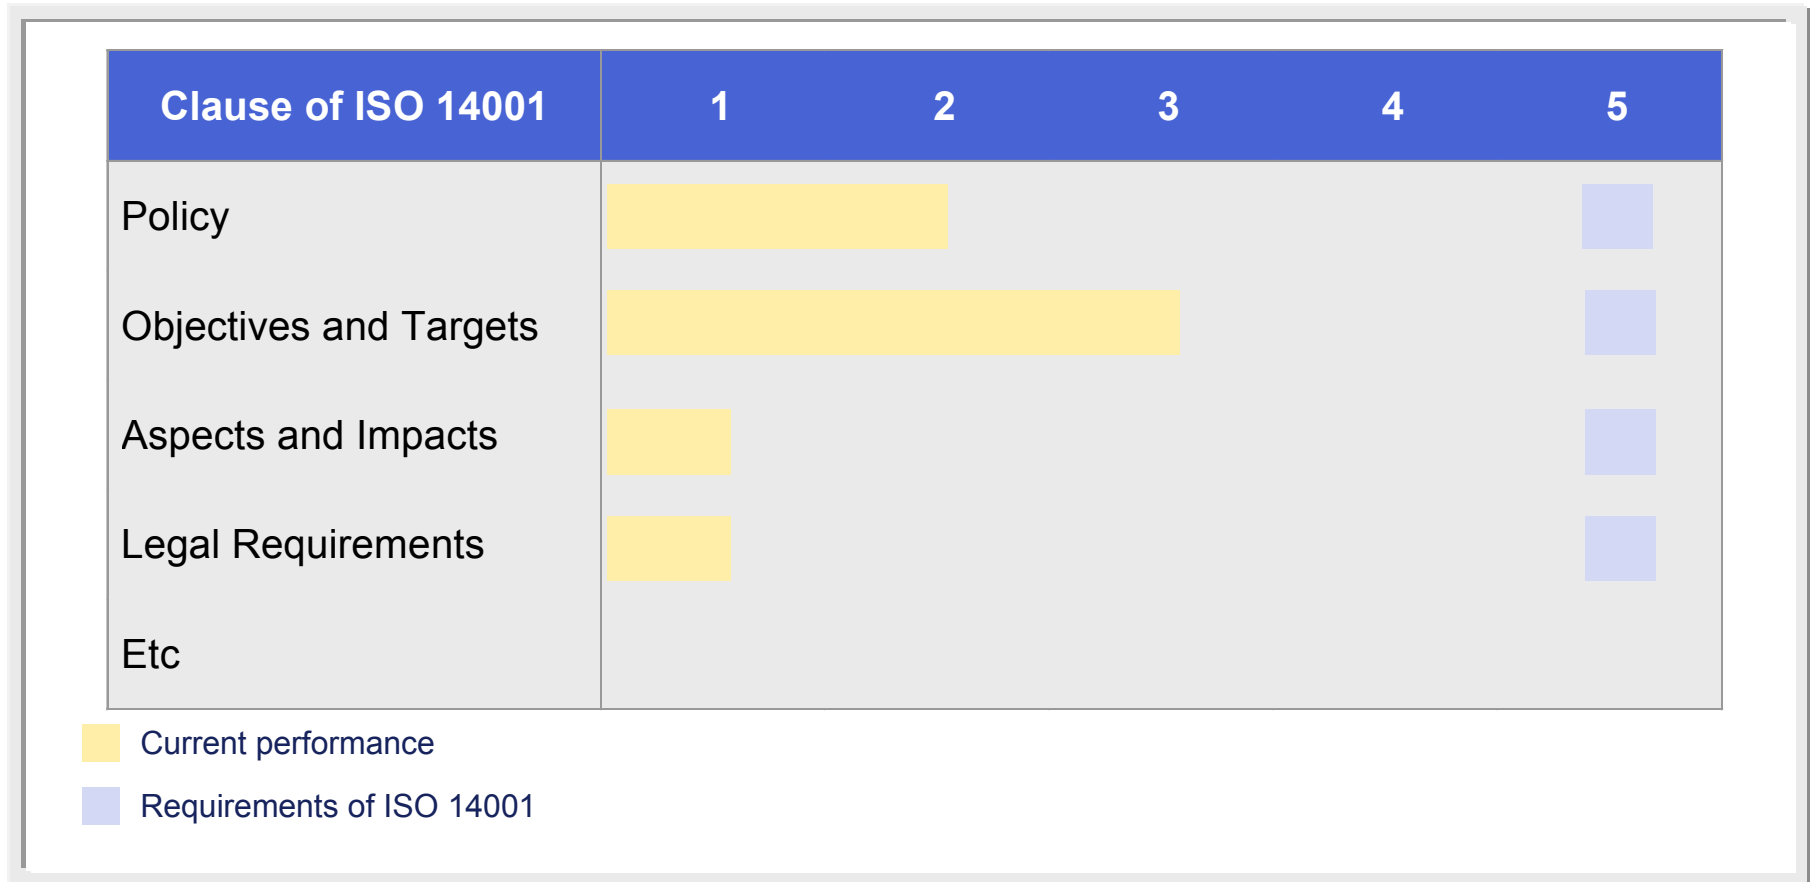 Clause of ISO 14001 1 2 3 4 5
Policy
Objectives and Targets
Aspects and Impacts
Legal Requirements
Etc
Current performance
Requirements of ISO 14001